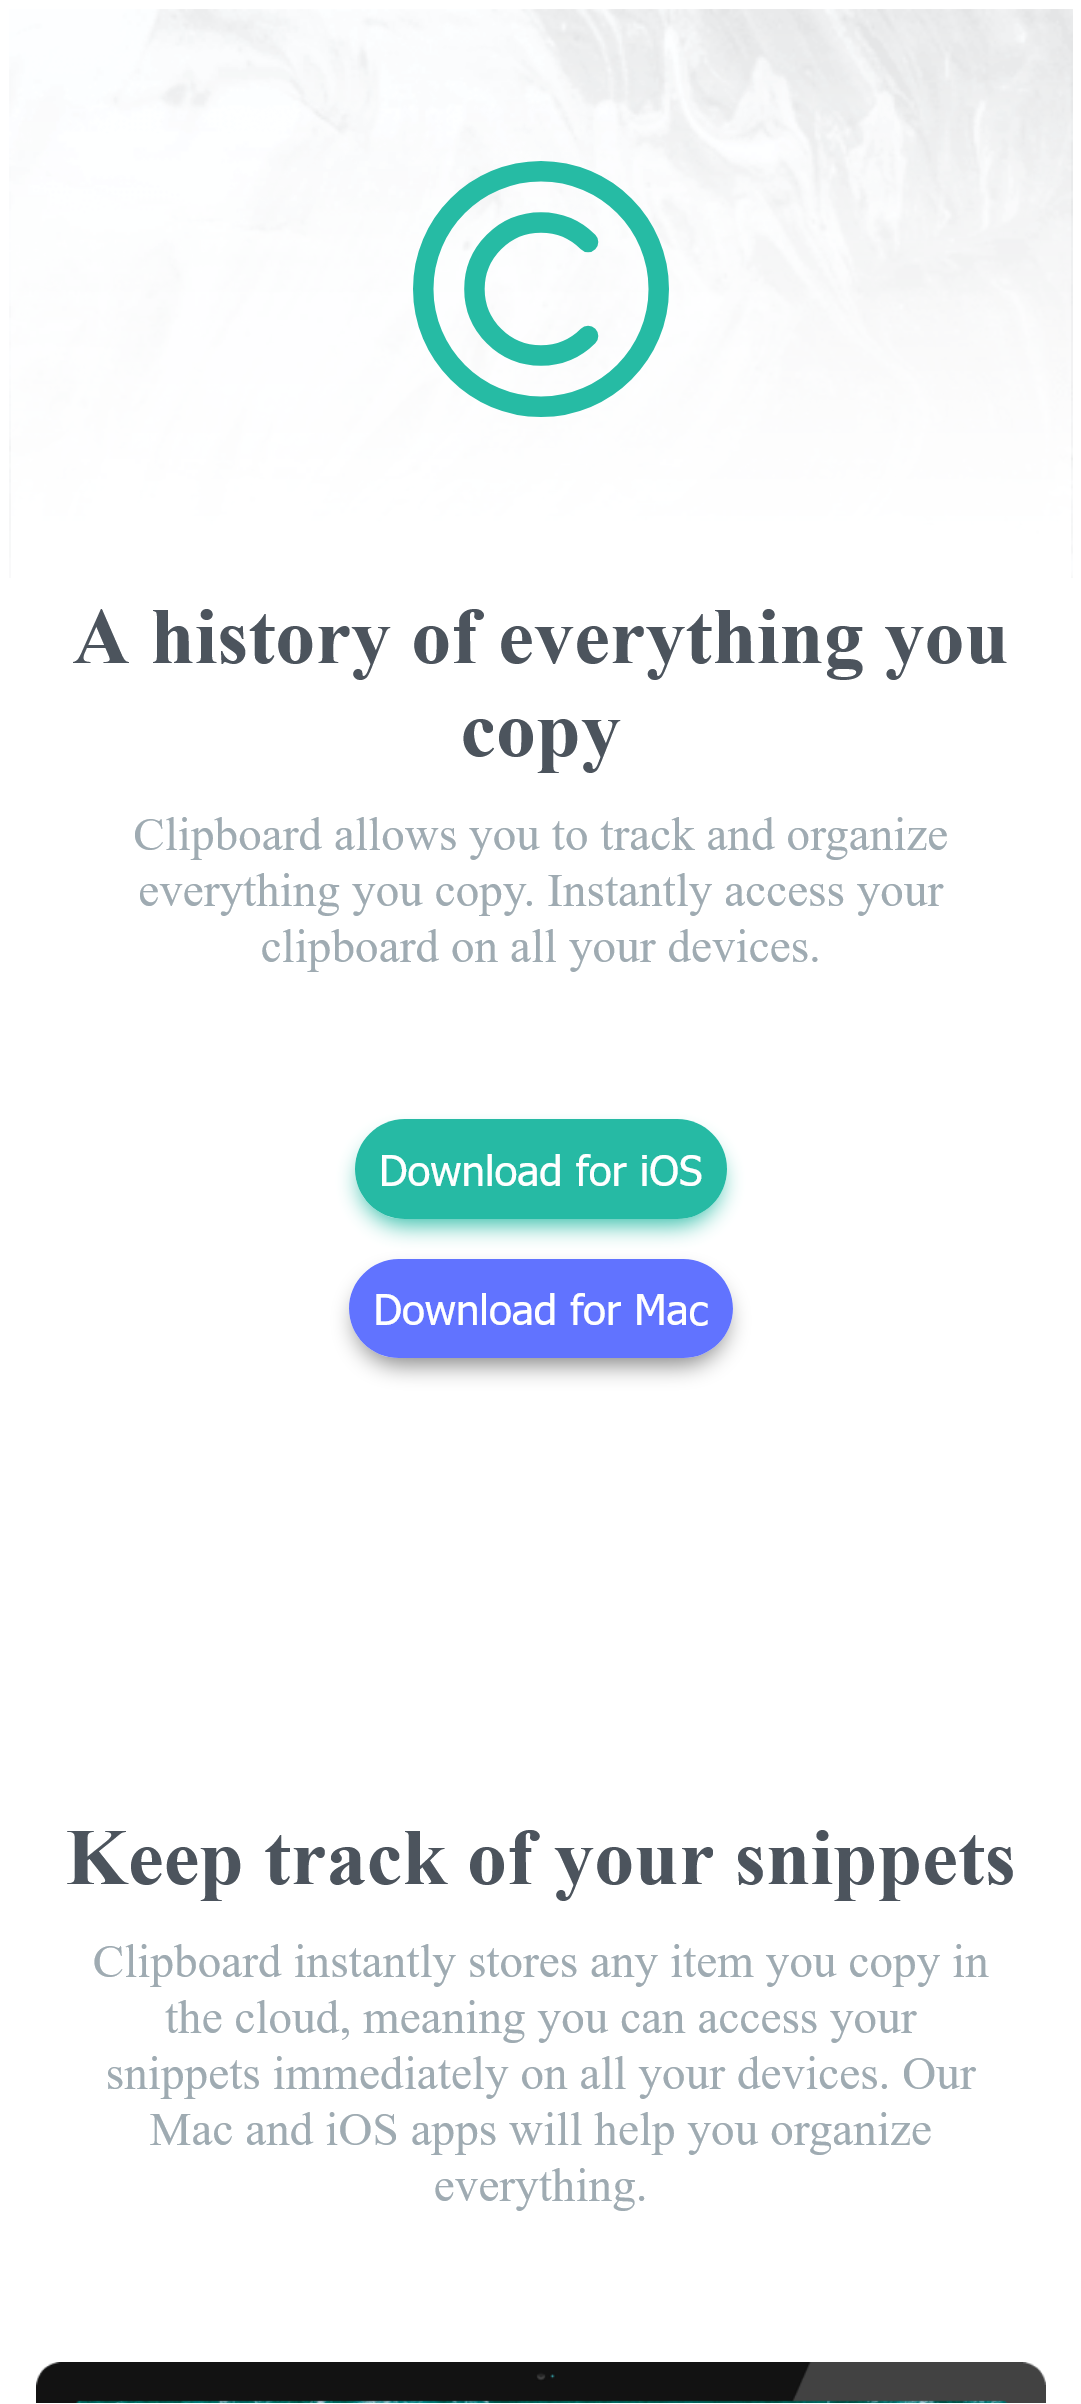 A history of everything you
copy
Clipboard allows you to track and organize
everything you copy. Instantly access your
clipboard on all your devices.
Download for iOS
Download for Mac
Keep track of your snippets
Clipboard instantly stores any item you copy in
the cloud, meaning you can access your
snippets immediately on all your devices. Our
Mac and iOS apps will help you organize
everything.